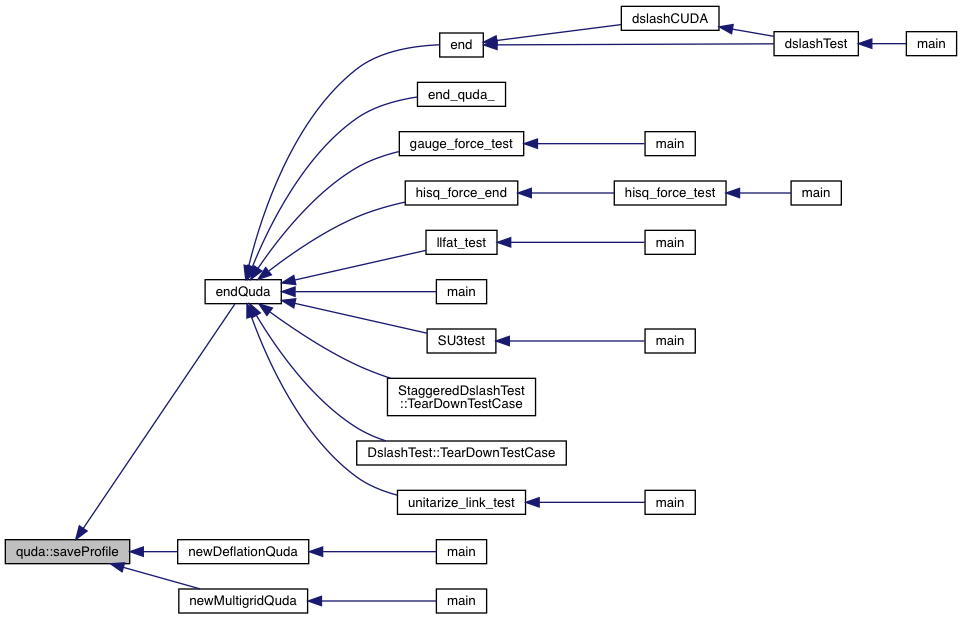 dslashCUDA
end
dslashTest
main
end_quda_
gauge_force_test
main
hisq_force_end
hisq_force_test
main
llfat_test
main
endQuda
main
SU3test
main
StaggeredDslashTest
::TearDownTestCase
DslashTest::TearDownTestCase
unitarize_link_test
main
quda::saveProfile
newDeflationQuda
main
newMultigridQuda
main